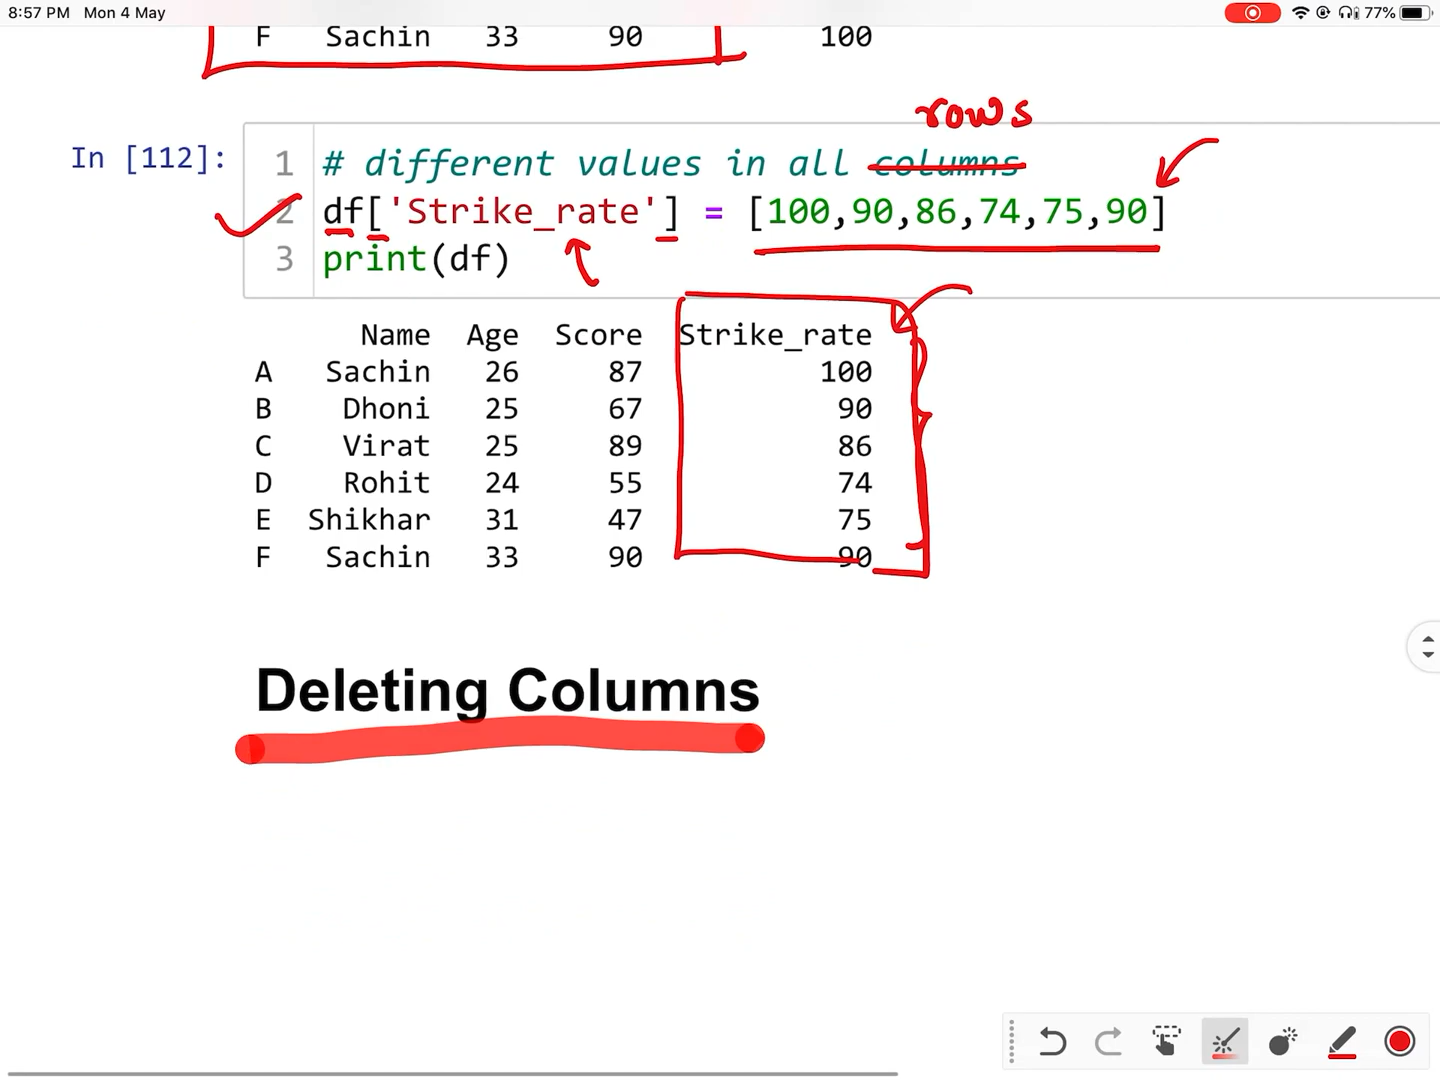 8:57 PM Mon 4 May 77%
F Sachin 33 90 100
rows
In [112]: 1 # different values in all columns
2 df['Strike_rate'] = [100,90,86,74,75,90]
3 print(df)
Name Age Score Strike_rate
A Sachin 26 87 100
B Dhoni 25 67 90
C Virat 25 89 86
D Rohit 24 55 74
E Shikhar 31 47 75
F Sachin 33 90 90
Deleting Columns